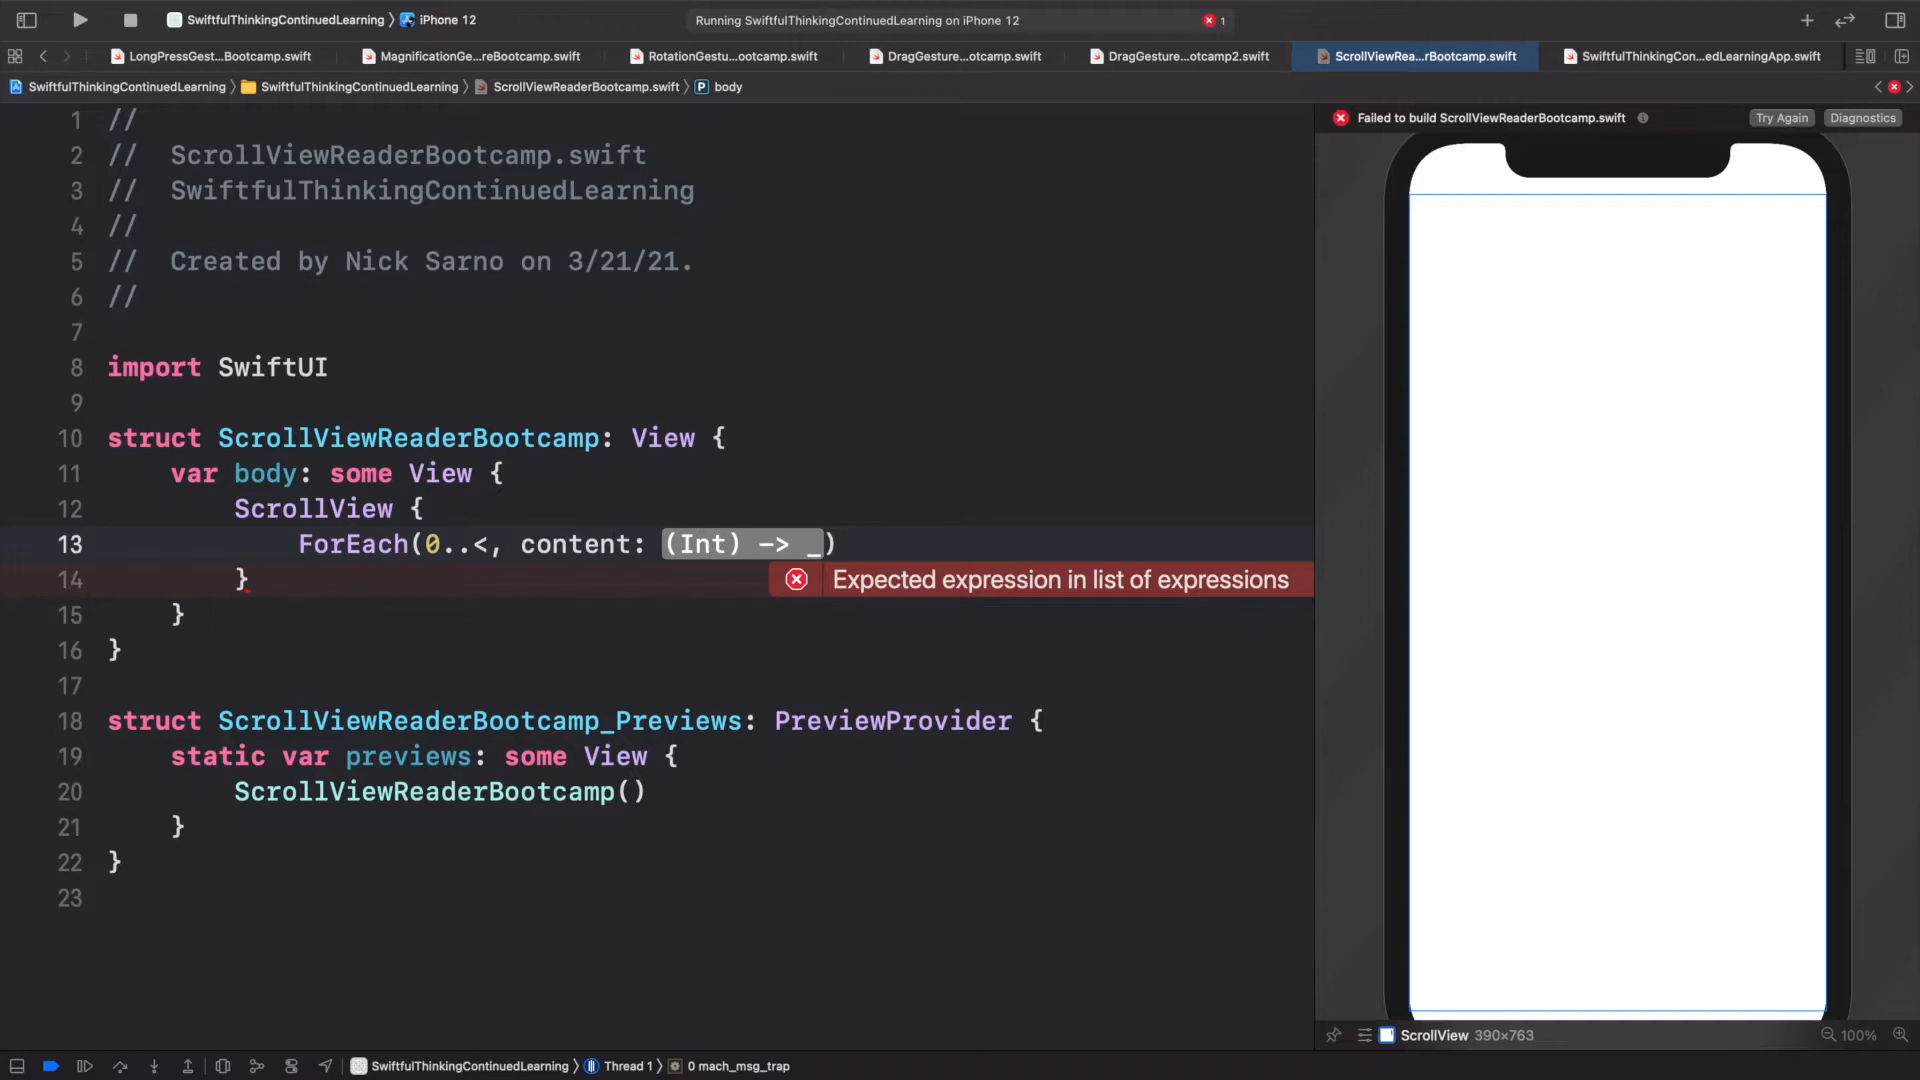 SwiftfulThinkingContinuedLearning 〉 iPhone 12
Running SwiftfulThinkingContinuedLearning on iPhone 12
1
LongPressGest...Bootcamp.swift
MagnificationGe...reBootcamp.swift
RotationGestu...ootcamp.swift
DragGesture...otcamp.swift
DragGesture...otcamp2.swift
ScrollViewRea...rBootcamp.swift
SwiftfulThinkingCon...edLearningApp.swift
SwiftfulThinkingContinuedLearning 〉 SwiftfulThinkingContinuedLearning 〉 ScrollViewReaderBootcamp.swift 〉 P body
1 //
2 //  ScrollViewReaderBootcamp.swift
3 //  SwiftfulThinkingContinuedLearning
4 //
5 //  Created by Nick Sarno on 3/21/21.
6 //
7
8 import SwiftUI
9
10 struct ScrollViewReaderBootcamp: View {
11     var body: some View {
12         ScrollView {
13             ForEach(0..<, content: (Int) -> _)
14         } Expected expression in list of expressions
15     }
16 }
17
18 struct ScrollViewReaderBootcamp_Previews: PreviewProvider {
19     static var previews: some View {
20         ScrollViewReaderBootcamp()
21     }
22 }
23
Failed to build ScrollViewReaderBootcamp.swift
Try Again
Diagnostics
ScrollView 390×763
100%
SwiftfulThinkingContinuedLearning 〉 Thread 1 〉 0 mach_msg_trap